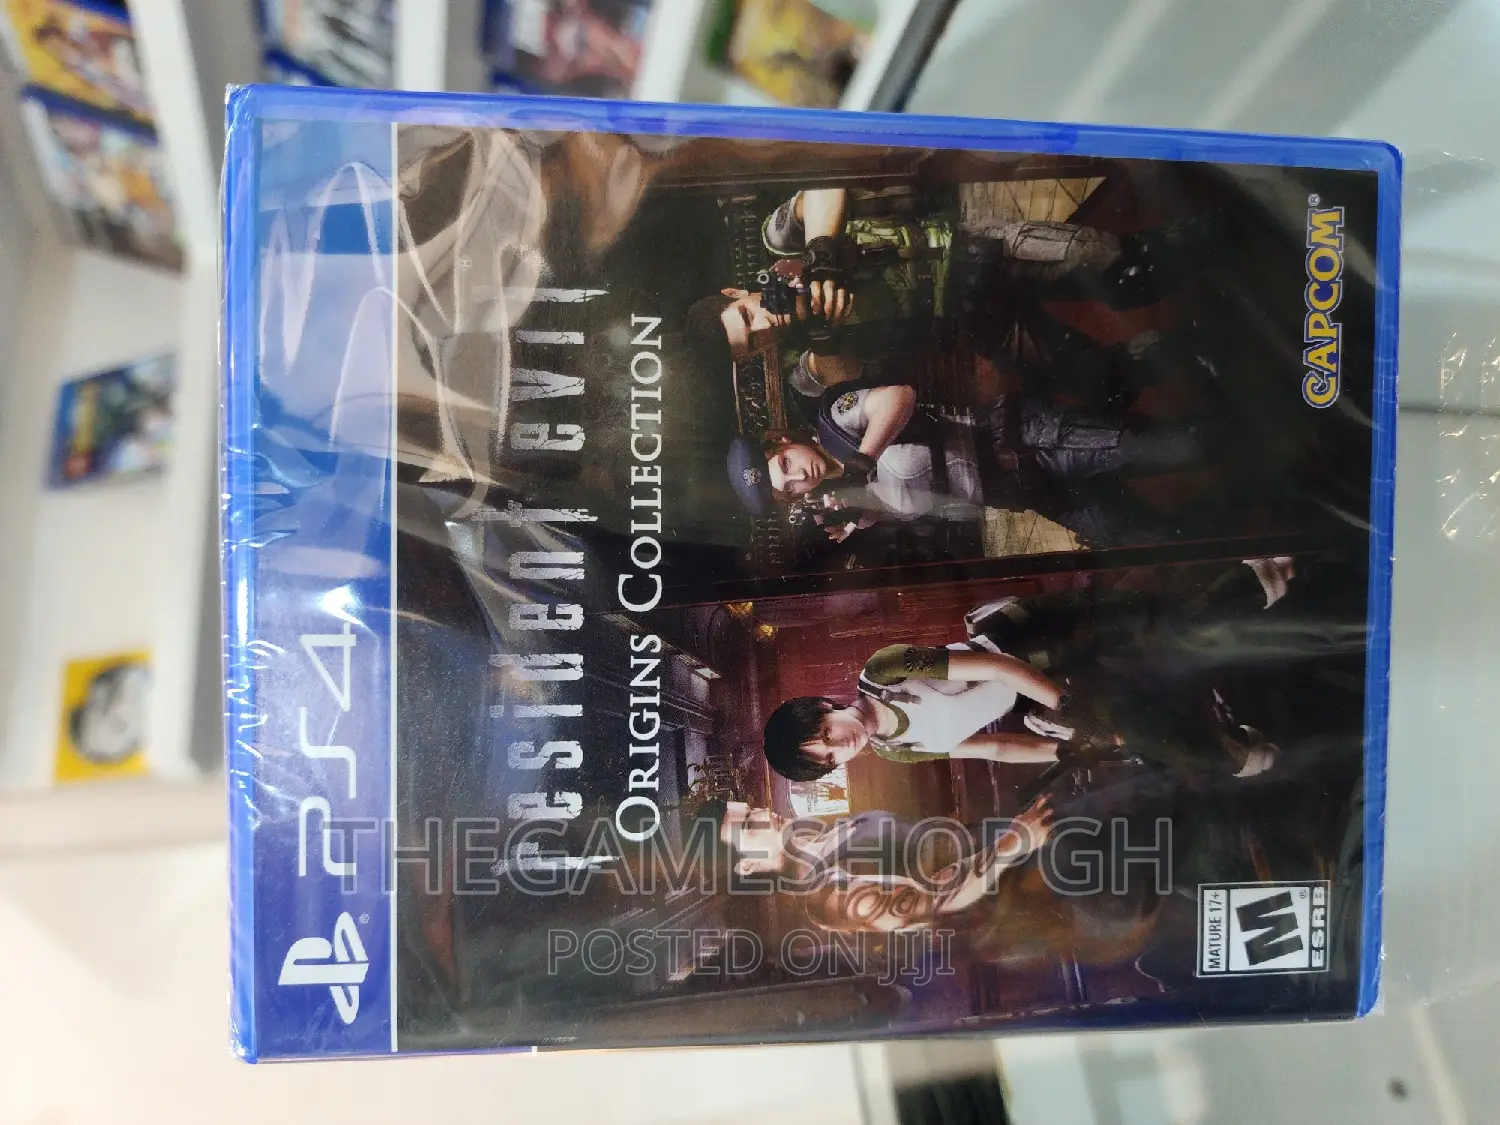 PS4
resident evil
ORIGINS COLLECTION
CAPCOM
MATURE 17+
M
ESRB
THEGAMESHOPGH
POSTED ON JIJI